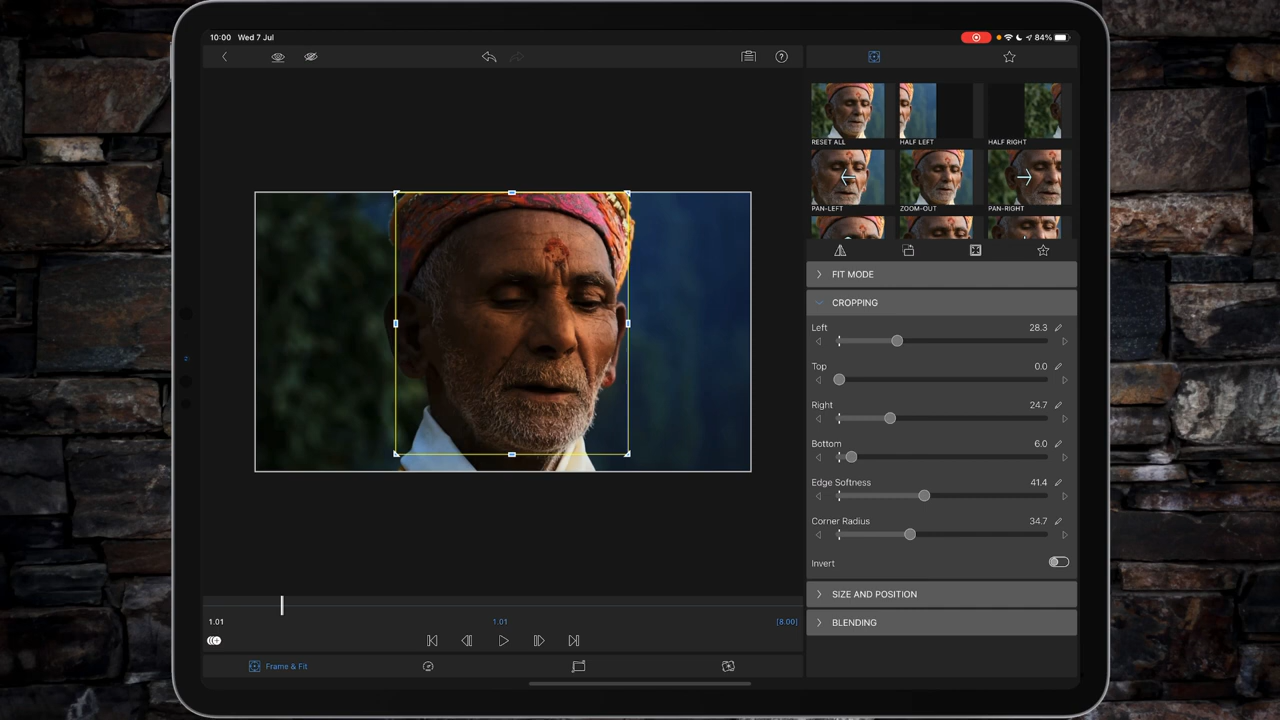 10:00 Wed 7 Jul
84%
RESET ALL
HALF LEFT
HALF RIGHT
PAN-LEFT
ZOOM-OUT
PAN-RIGHT
FIT MODE
CROPPING
Left 28.3
Top 0.0
Right 24.7
Bottom 6.0
Edge Softness 41.4
Corner Radius 34.7
Invert
SIZE AND POSITION
BLENDING
1.01 1.01 [8.00]
Frame & Fit